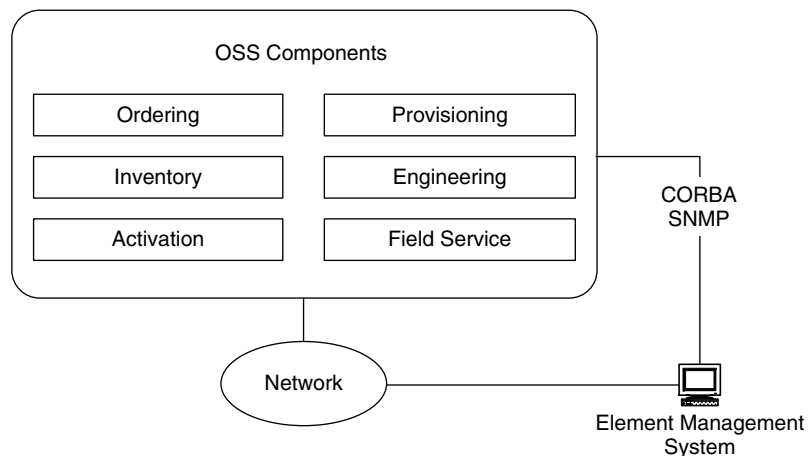 OSS Components
Ordering
Provisioning
Inventory
Engineering
Activation
Field Service
CORBA
SNMP
Network
Element Management
System